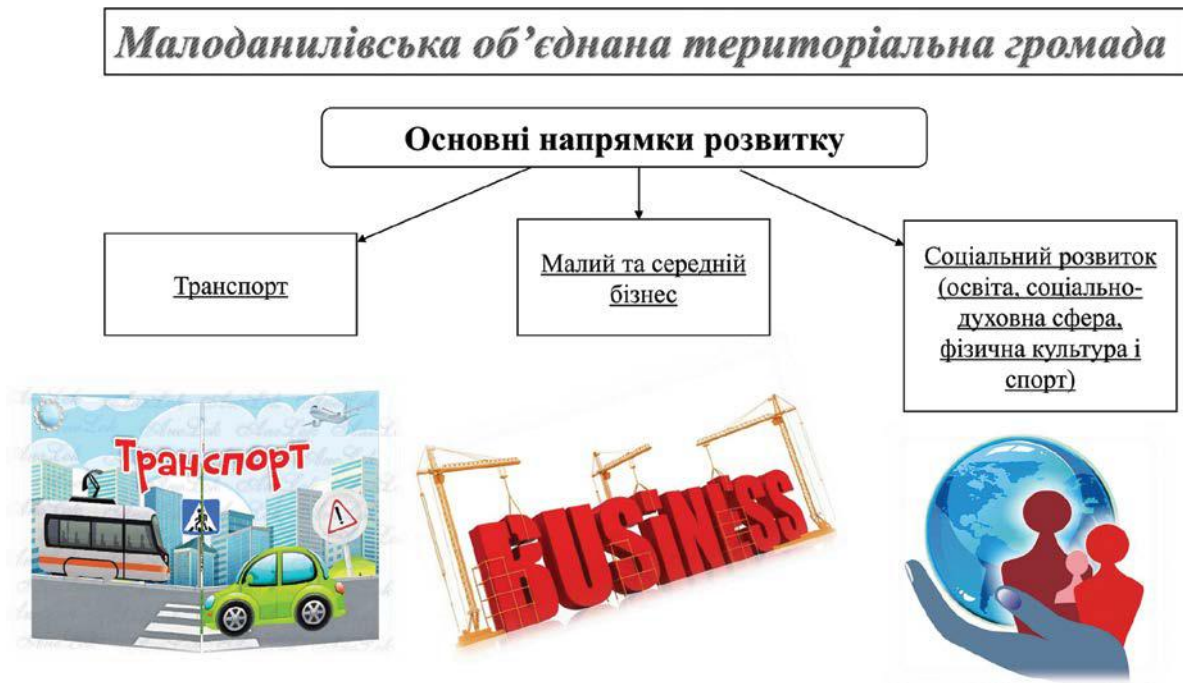 Малоданилівська об’єднана територіальна громада
Основні напрямки розвитку
Транспорт
Малий та середній
бізнес
Соціальний розвиток
(освіта, соціально-
духовна сфера,
фізична культура і
спорт)
Транспорт
BUSiNESS